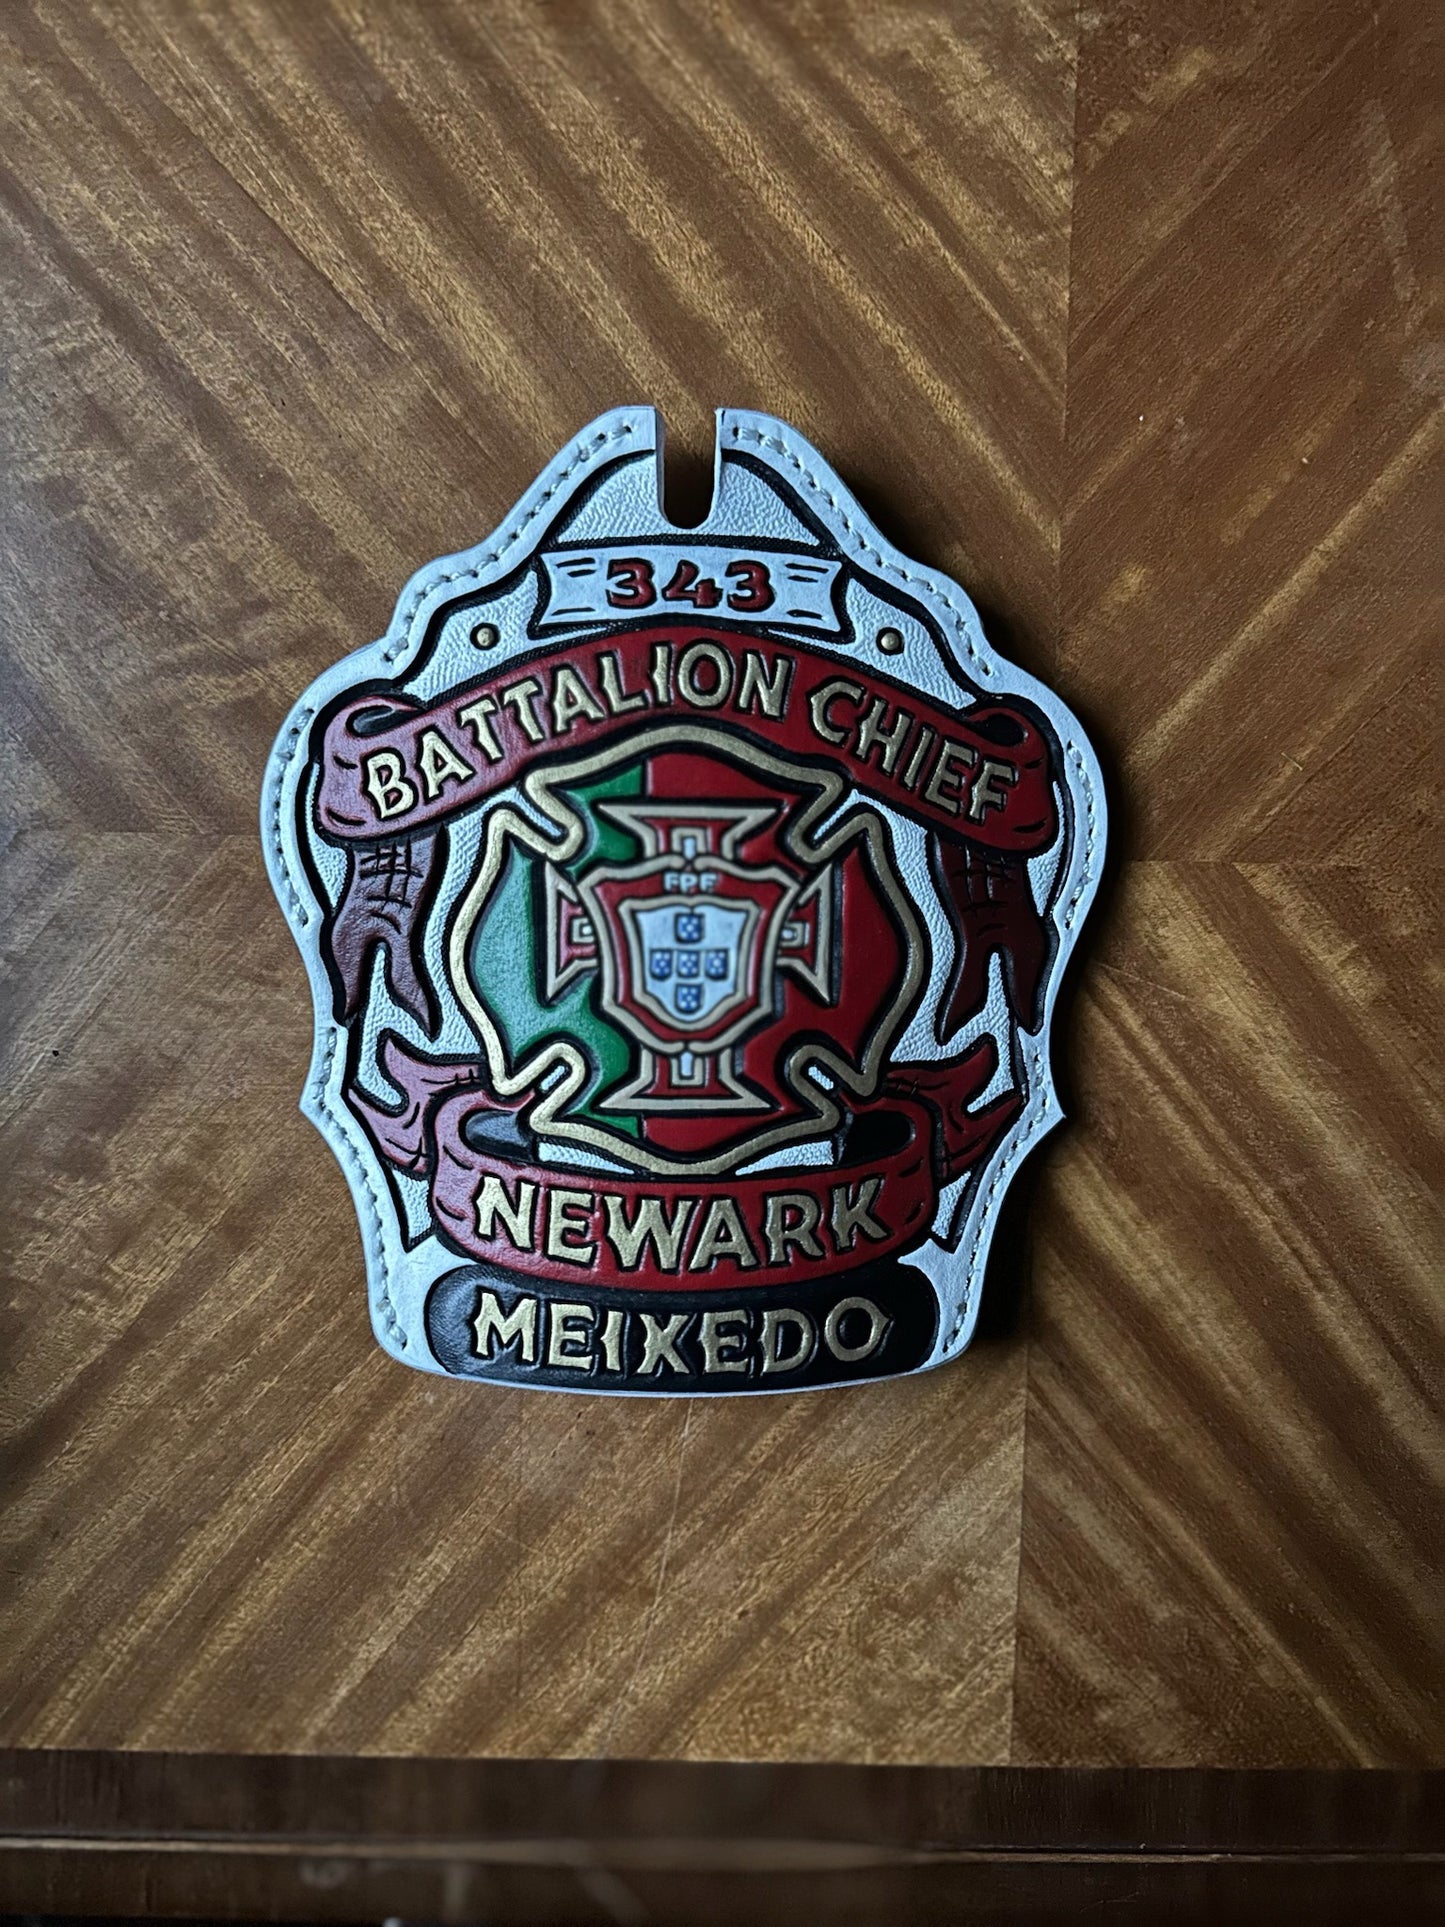 343
BATTALION CHIEF
FPF
NEWARK
MEIXEDO